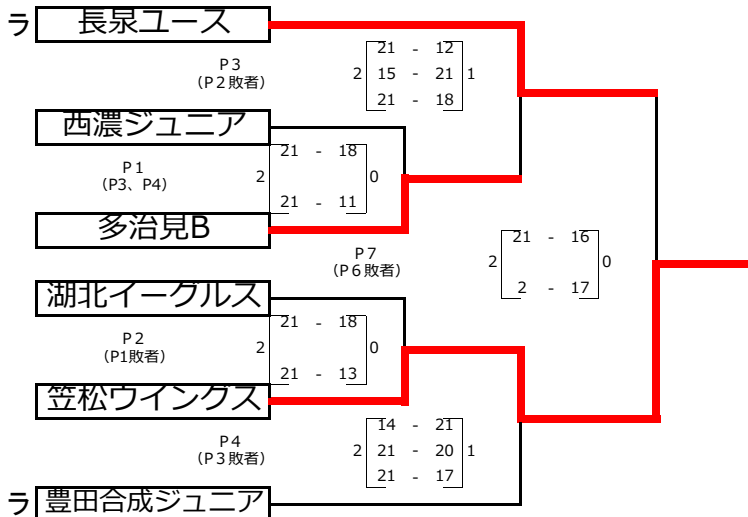 ラ 長泉ユース
P3
(P2敗者)
21 - 12
2 15 - 21 1
21 - 18
西濃ジュニア
P1
(P3、P4)
21 - 18
2 0
21 - 11
多治見B
P7
(P6敗者)
21 - 16
2 0
2 - 17
湖北イーグルス
P2
(P1敗者)
21 - 18
2 0
21 - 13
笠松ウイングス
P4
(P3敗者)
14 - 21
2 21 - 20 1
21 - 17
ラ 豊田合成ジュニア